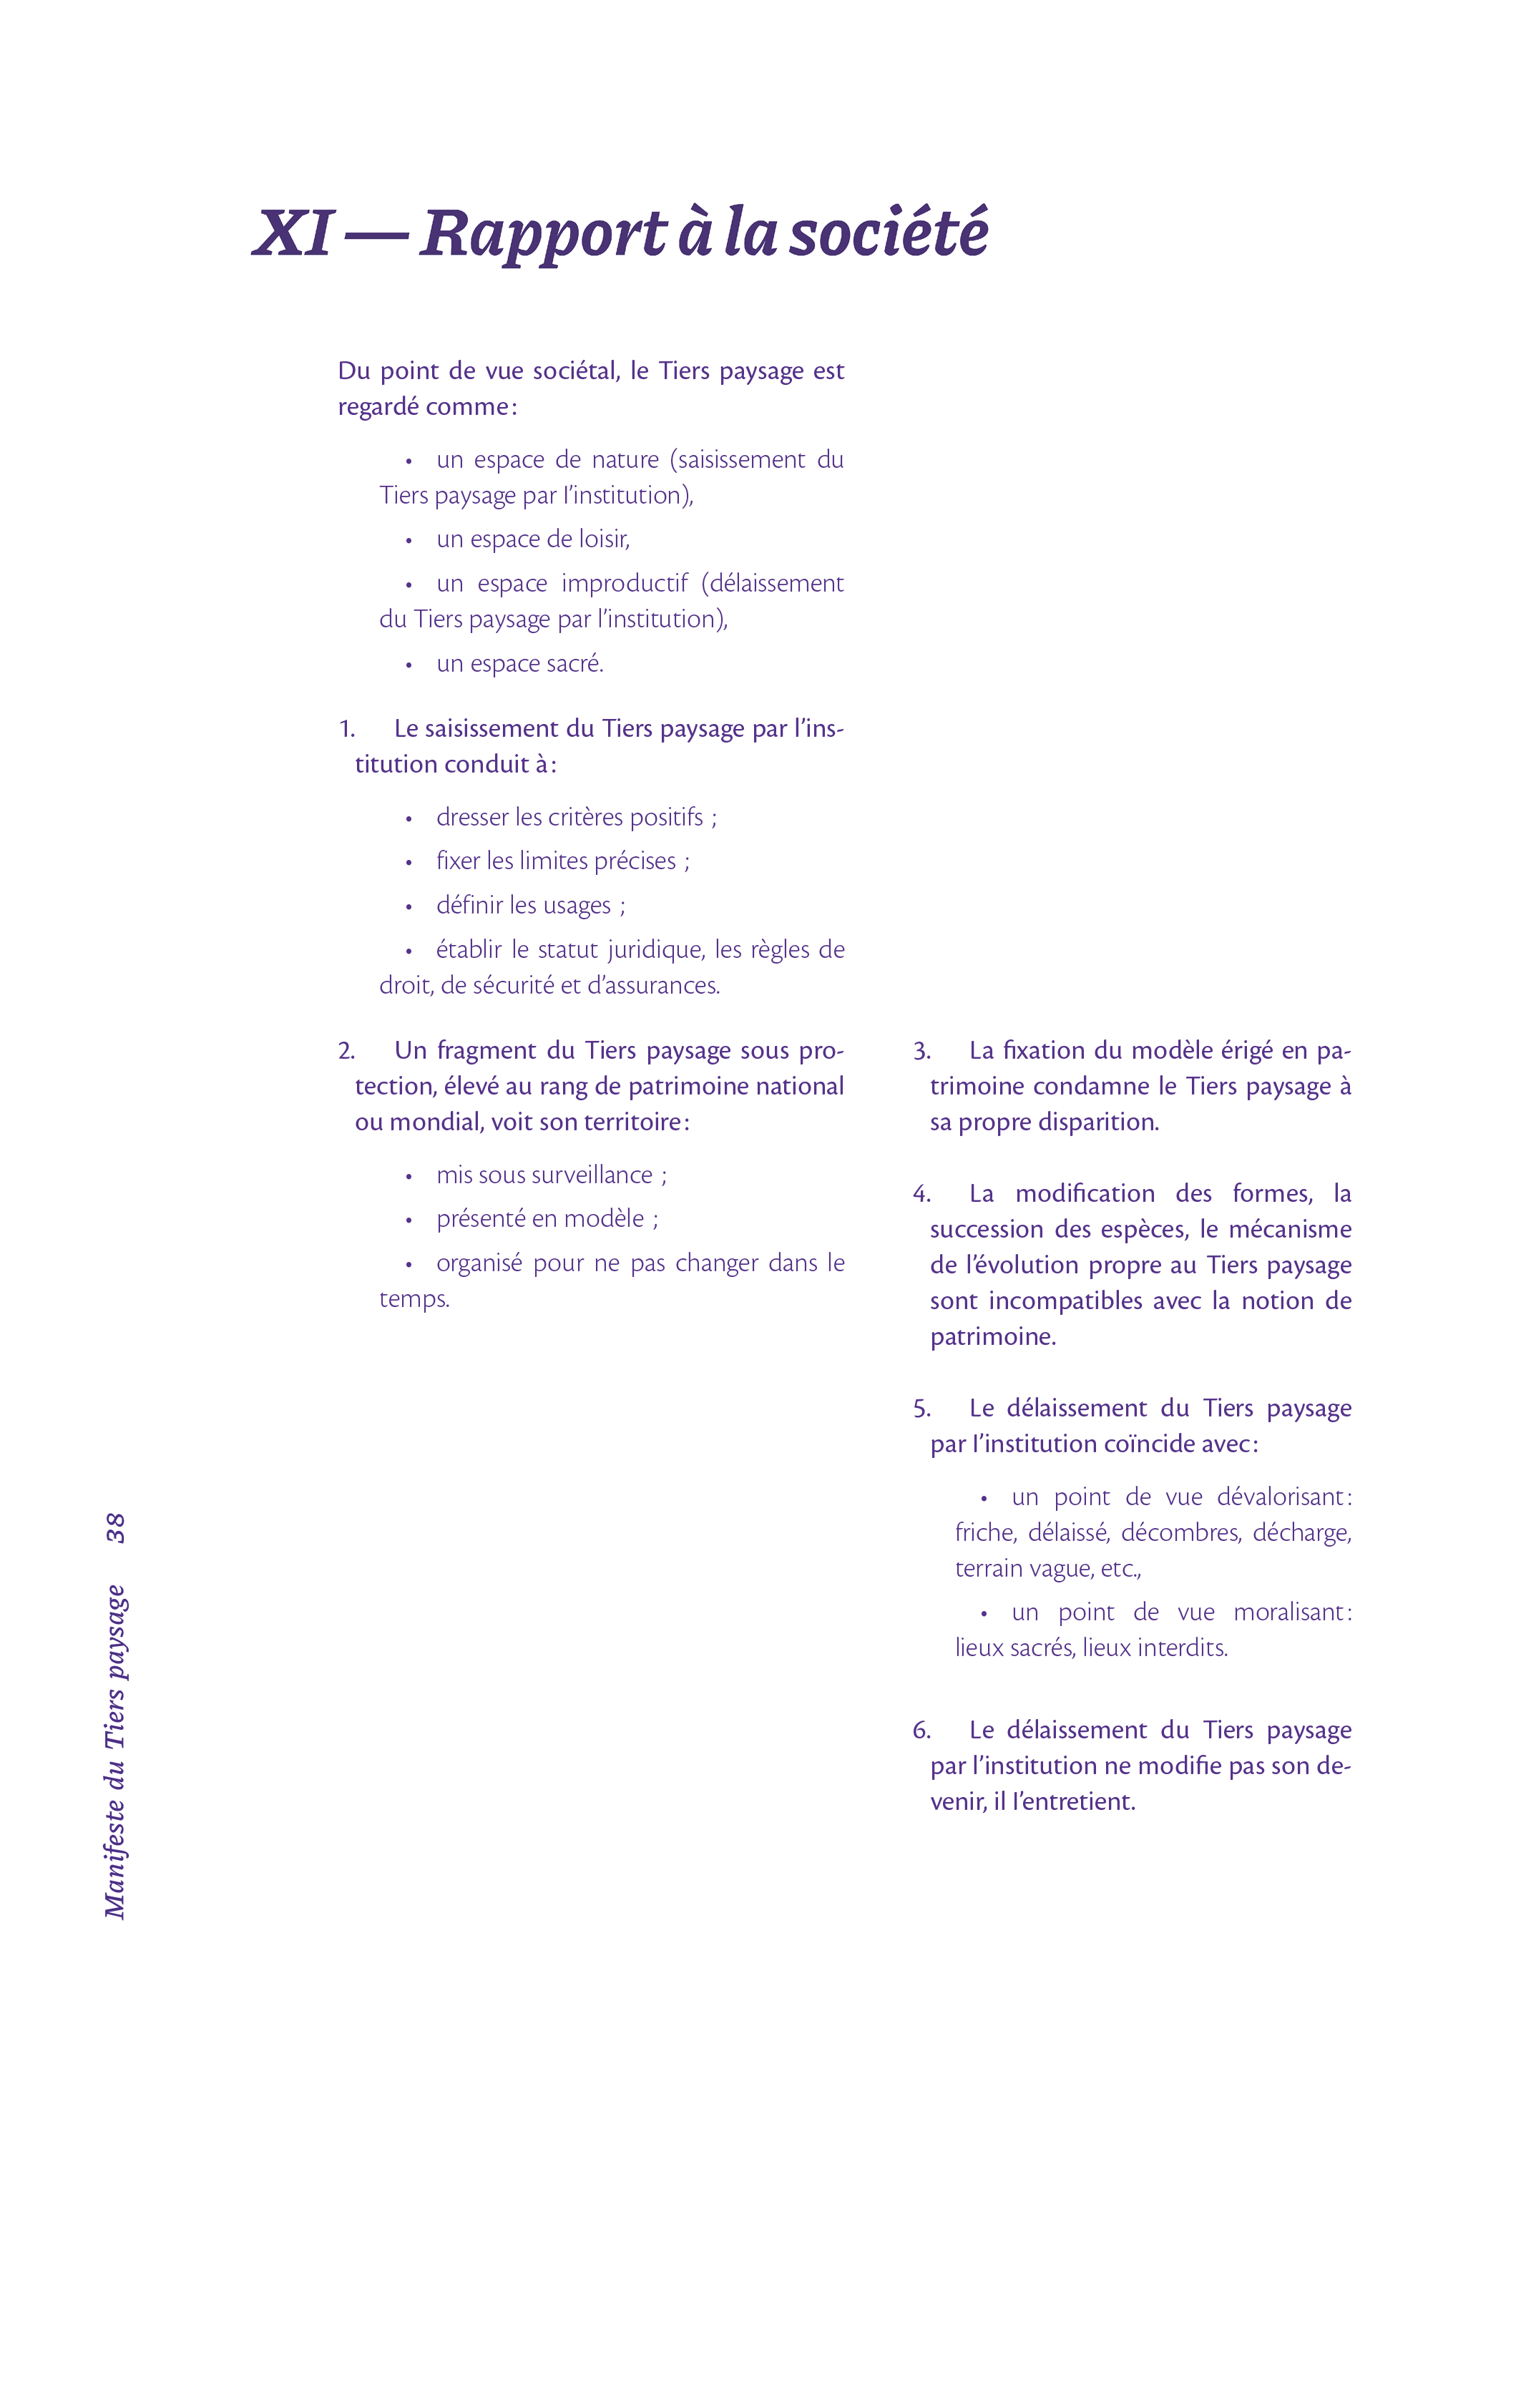 XI — Rapport à la société
Du point de vue sociétal, le Tiers paysage est
regardé comme :
• un espace de nature (saisissement du
Tiers paysage par l’institution),
• un espace de loisir,
• un espace improductif (délaissement
du Tiers paysage par l’institution),
• un espace sacré.
1. Le saisissement du Tiers paysage par l’ins-
titution conduit à :
• dresser les critères positifs ;
• fixer les limites précises ;
• définir les usages ;
• établir le statut juridique, les règles de
droit, de sécurité et d’assurances.
2. Un fragment du Tiers paysage sous pro-
tection, élevé au rang de patrimoine national
ou mondial, voit son territoire :
• mis sous surveillance ;
• présenté en modèle ;
• organisé pour ne pas changer dans le
temps.
3. La fixation du modèle érigé en pa-
trimoine condamne le Tiers paysage à
sa propre disparition.
4. La modification des formes, la
succession des espèces, le mécanisme
de l’évolution propre au Tiers paysage
sont incompatibles avec la notion de
patrimoine.
5. Le délaissement du Tiers paysage
par l’institution coïncide avec :
• un point de vue dévalorisant :
friche, délaissé, décombres, décharge,
terrain vague, etc.,
• un point de vue moralisant :
lieux sacrés, lieux interdits.
6. Le délaissement du Tiers paysage
par l’institution ne modifie pas son de-
venir, il l’entretient.
Manifeste du Tiers paysage 38